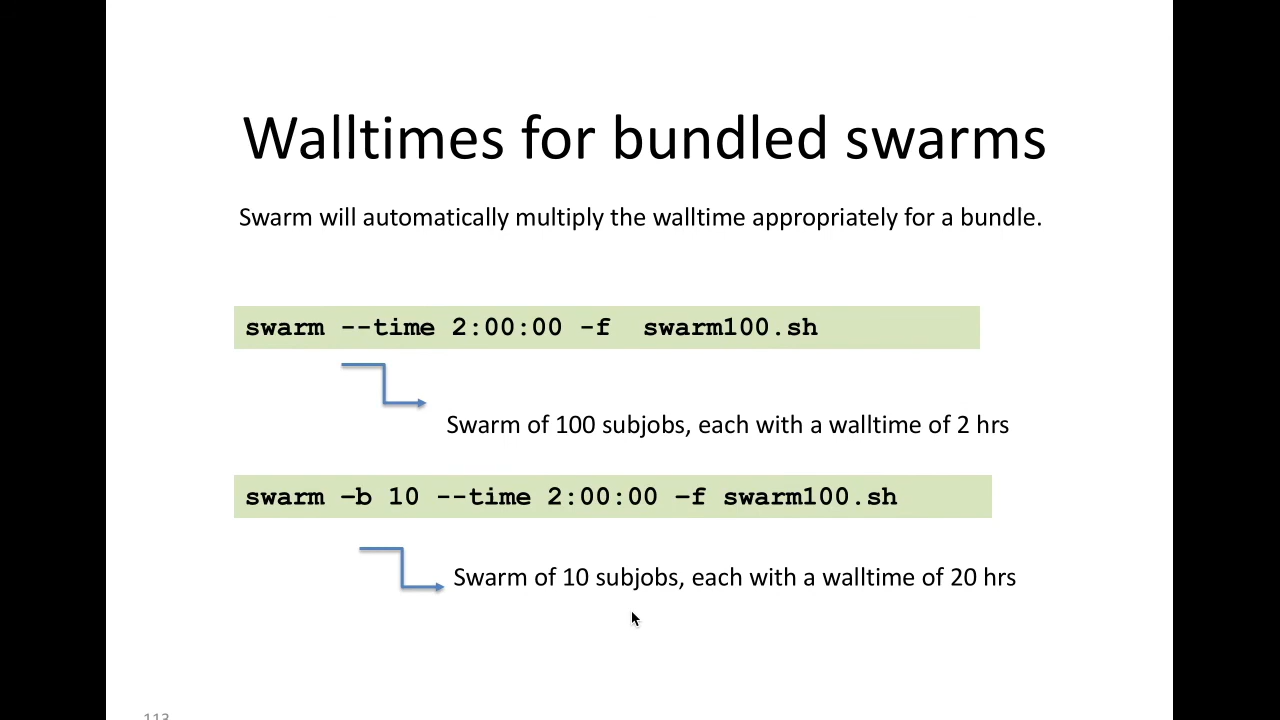 Walltimes for bundled swarms
Swarm will automatically multiply the walltime appropriately for a bundle.
swarm --time 2:00:00 -f  swarm100.sh
Swarm of 100 subjobs, each with a walltime of 2 hrs
swarm –b 10 --time 2:00:00 –f swarm100.sh
Swarm of 10 subjobs, each with a walltime of 20 hrs
113